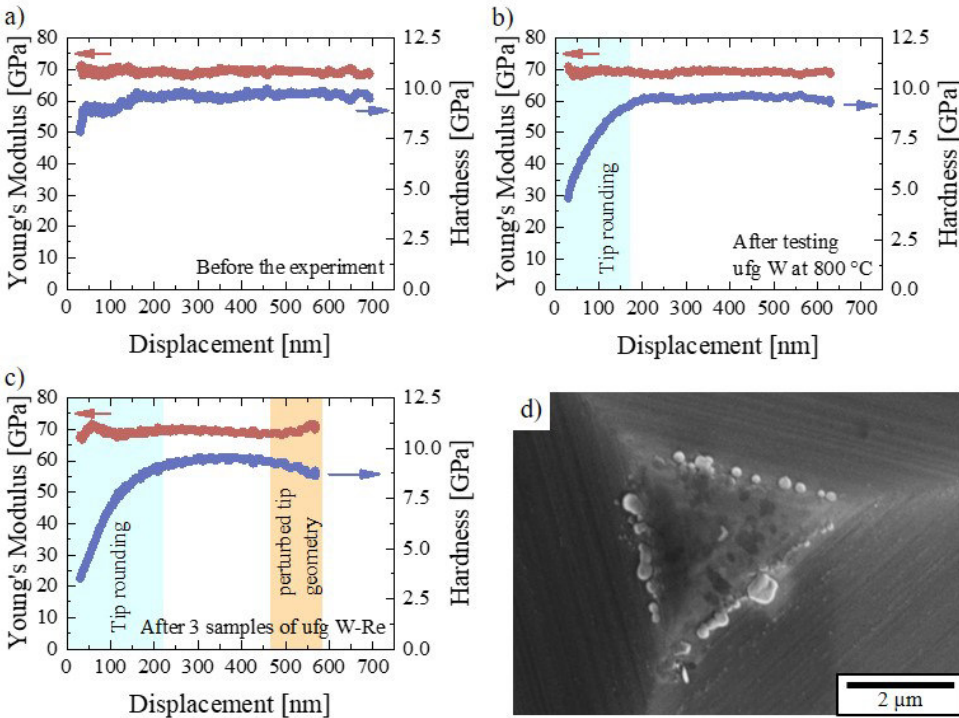 a)
80
70
60
50
40
30
20
10
0
Young's Modulus [GPa]
12.5
10.0
7.5
5.0
2.5
0.0
Hardness [GPa]
Before the experiment
0 100 200 300 400 500 600 700
Displacement [nm]
b)
80
70
60
50
40
30
20
10
0
Young's Modulus [GPa]
12.5
10.0
7.5
5.0
2.5
0.0
Hardness [GPa]
Tip rounding
After testing
ufg W at 800 °C
0 100 200 300 400 500 600 700
Displacement [nm]
c)
80
70
60
50
40
30
20
10
0
Young's Modulus [GPa]
12.5
10.0
7.5
5.0
2.5
0.0
Hardness [GPa]
Tip rounding
perturbed tip
geometry
After 3 samples of ufg W-Re
0 100 200 300 400 500 600 700
Displacement [nm]
d)
2 µm